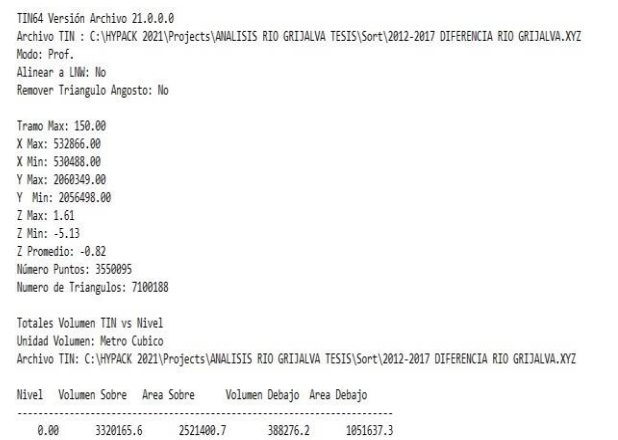 TIN64 Versión Archivo 21.0.0.0
Archivo TIN : C:\HYPACK 2021\Projects\ANALISIS RIO GRIJALVA TESIS\Sort\2012-2017 DIFERENCIA RIO GRIJALVA.XYZ
Modo: Prof.
Alinear a LNW: No
Remover Triangulo Angosto: No
Tramo Max: 150.00
X Max: 532866.00
X Min: 530488.00
Y Max: 2060349.00
Y Min: 2056498.00
Z Max: 1.61
Z Min: -5.13
Z Promedio: -0.82
Número Puntos: 3550095
Numero de Triangulos: 7100188
Totales Volumen TIN vs Nivel
Unidad Volumen: Metro Cubico
Archivo TIN: C:\HYPACK 2021\Projects\ANALISIS RIO GRIJALVA TESIS\Sort\2012-2017 DIFERENCIA RIO GRIJALVA.XYZ
Nivel Volumen Sobre Area Sobre Volumen Debajo Area Debajo
0.00 3320165.6 2521400.7 388276.2 1051637.3